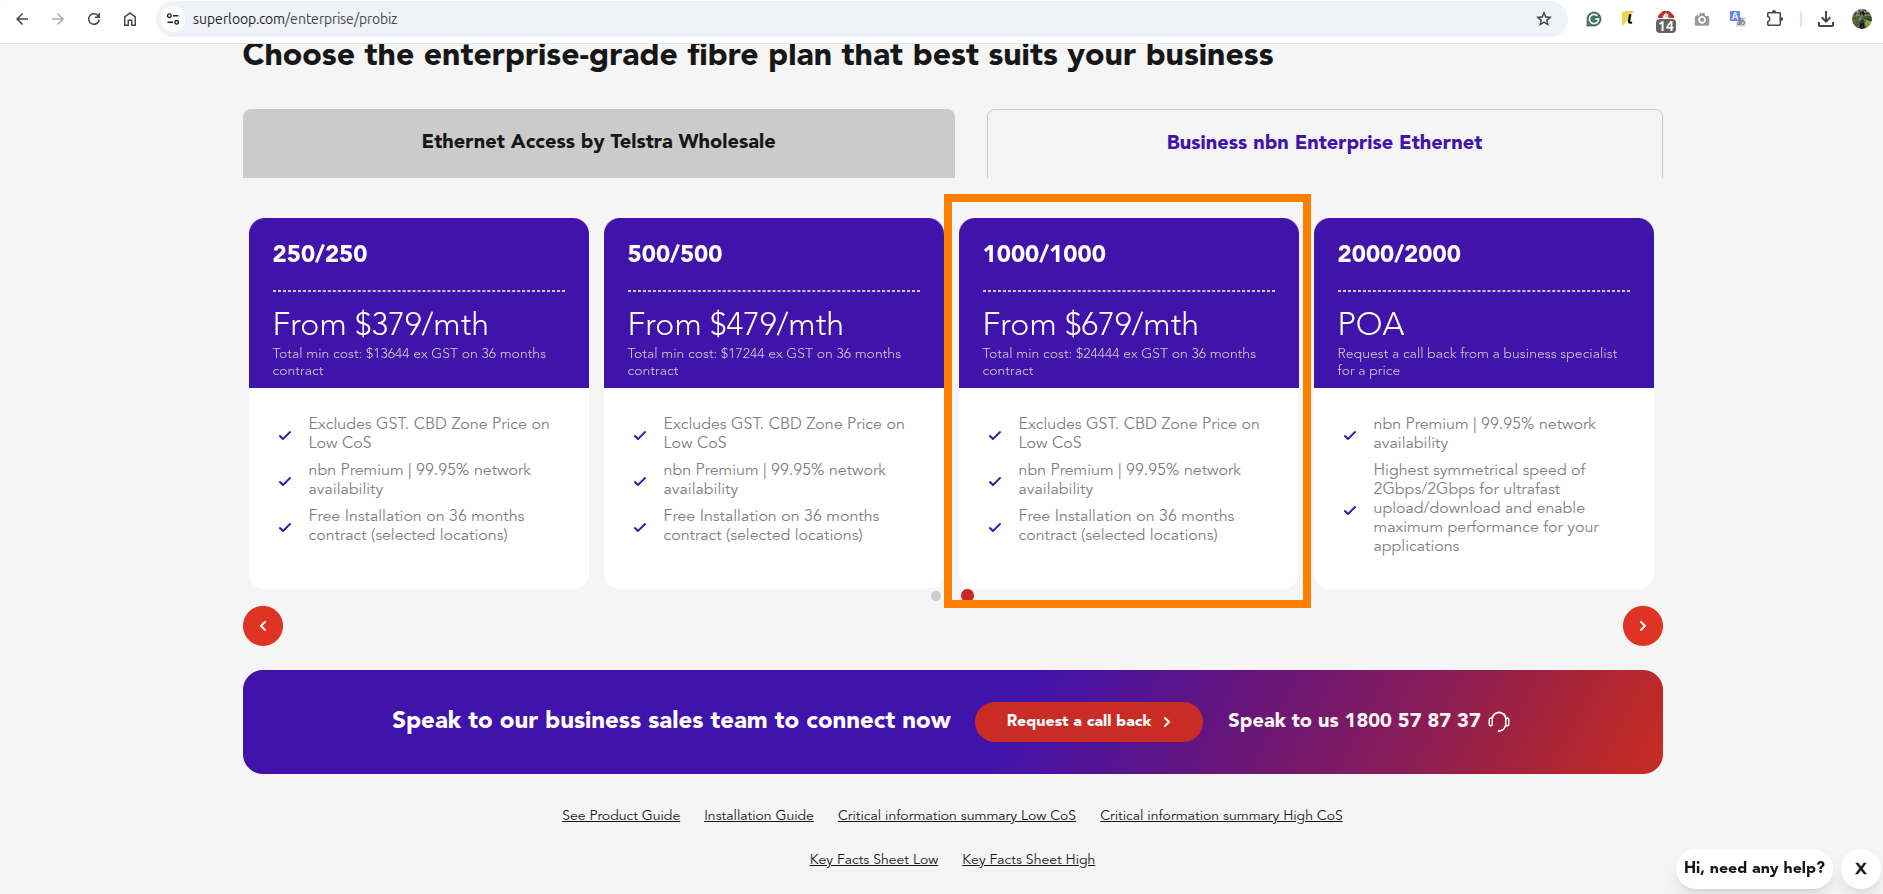 superloop.com/enterprise/probiz
14
Choose the enterprise-grade fibre plan that best suits your business
Ethernet Access by Telstra Wholesale
Business nbn Enterprise Ethernet
250/250
From $379/mth
Total min cost: $13644 ex GST on 36 months
contract
Excludes GST. CBD Zone Price on
Low CoS
nbn Premium | 99.95% network
availability
Free Installation on 36 months
contract (selected locations)
500/500
From $479/mth
Total min cost: $17244 ex GST on 36 months
contract
Excludes GST. CBD Zone Price on
Low CoS
nbn Premium | 99.95% network
availability
Free Installation on 36 months
contract (selected locations)
1000/1000
From $679/mth
Total min cost: $24444 ex GST on 36 months
contract
Excludes GST. CBD Zone Price on
Low CoS
nbn Premium | 99.95% network
availability
Free Installation on 36 months
contract (selected locations)
2000/2000
POA
Request a call back from a business specialist
for a price
nbn Premium | 99.95% network
availability
Highest symmetrical speed of
2Gbps/2Gbps for ultrafast
upload/download and enable
maximum performance for your
applications
Speak to our business sales team to connect now
Request a call back
Speak to us 1800 57 87 37
See Product Guide
Installation Guide
Critical information summary Low CoS
Critical information summary High CoS
Key Facts Sheet Low
Key Facts Sheet High
Hi, need any help?
X